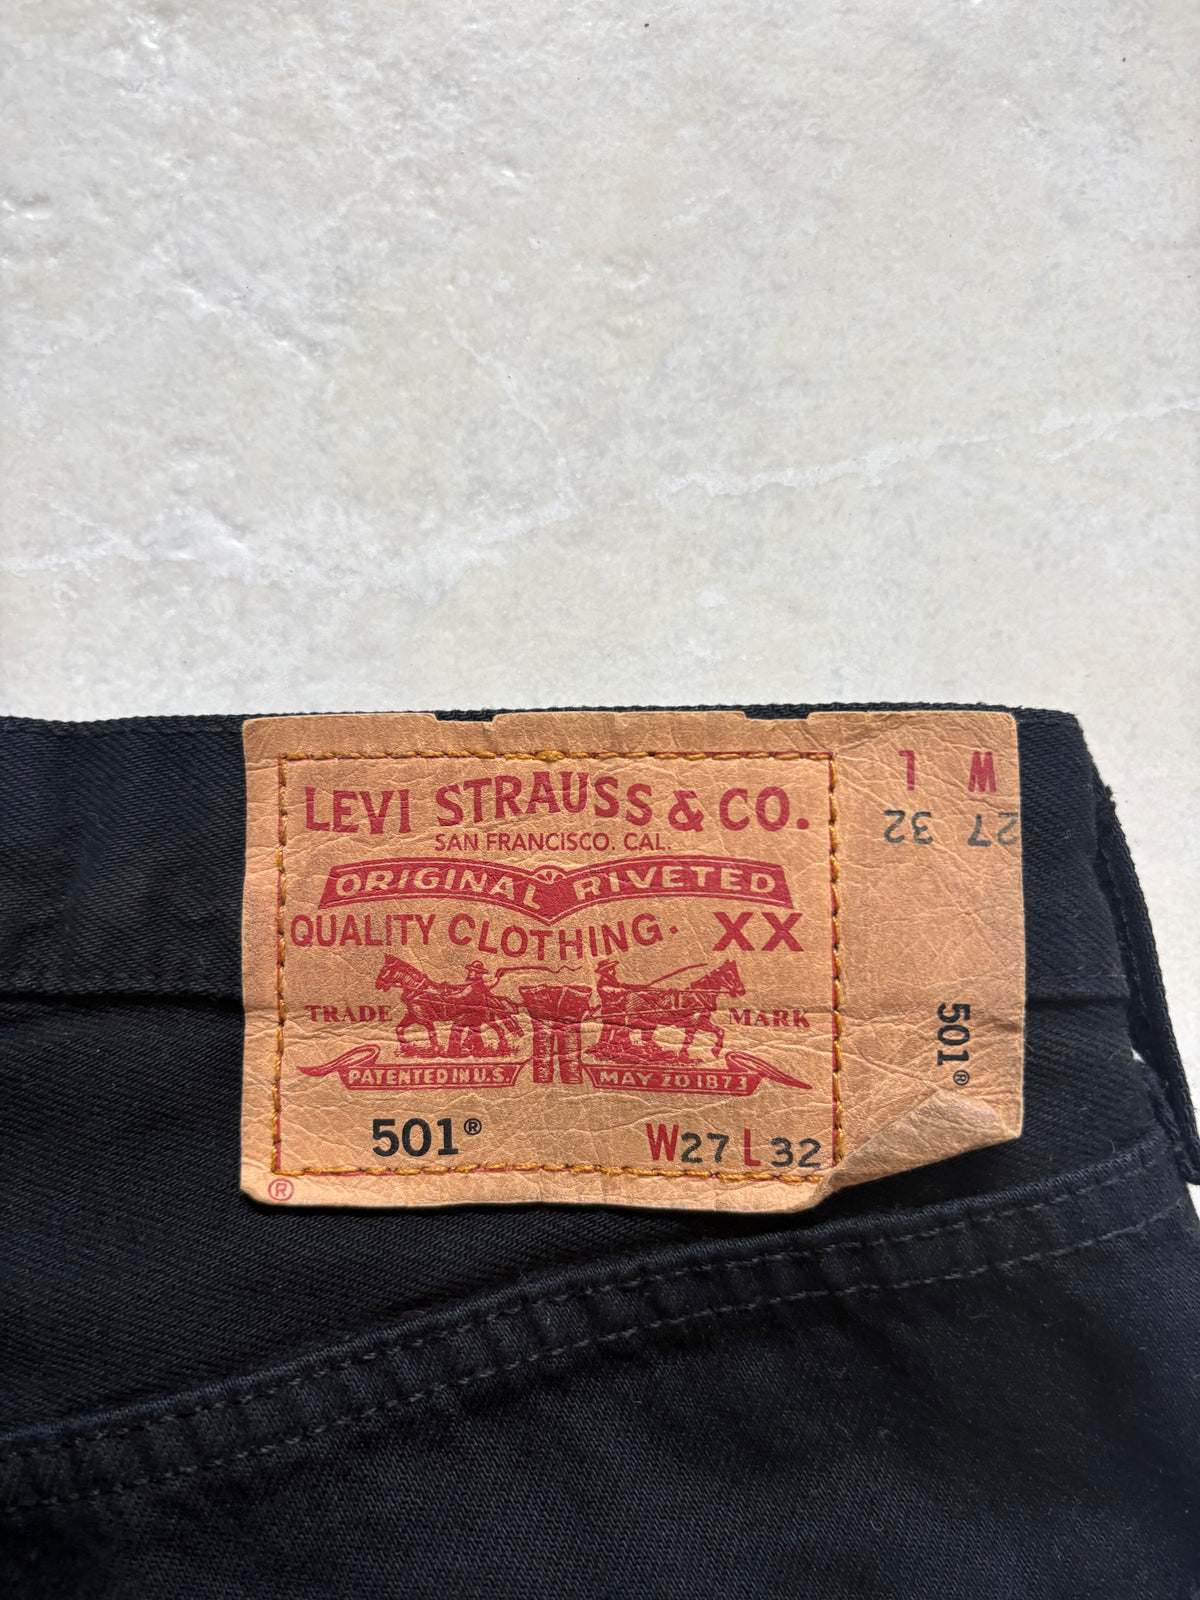 LEVI STRAUSS & CO.
SAN FRANCISCO. CAL.
ORIGINAL RIVETED
QUALITY CLOTHING. XX
TRADE MARK
PATENTED IN U.S. MAY 20 1873
501®
W27 L32
®
W L
27 32
501®